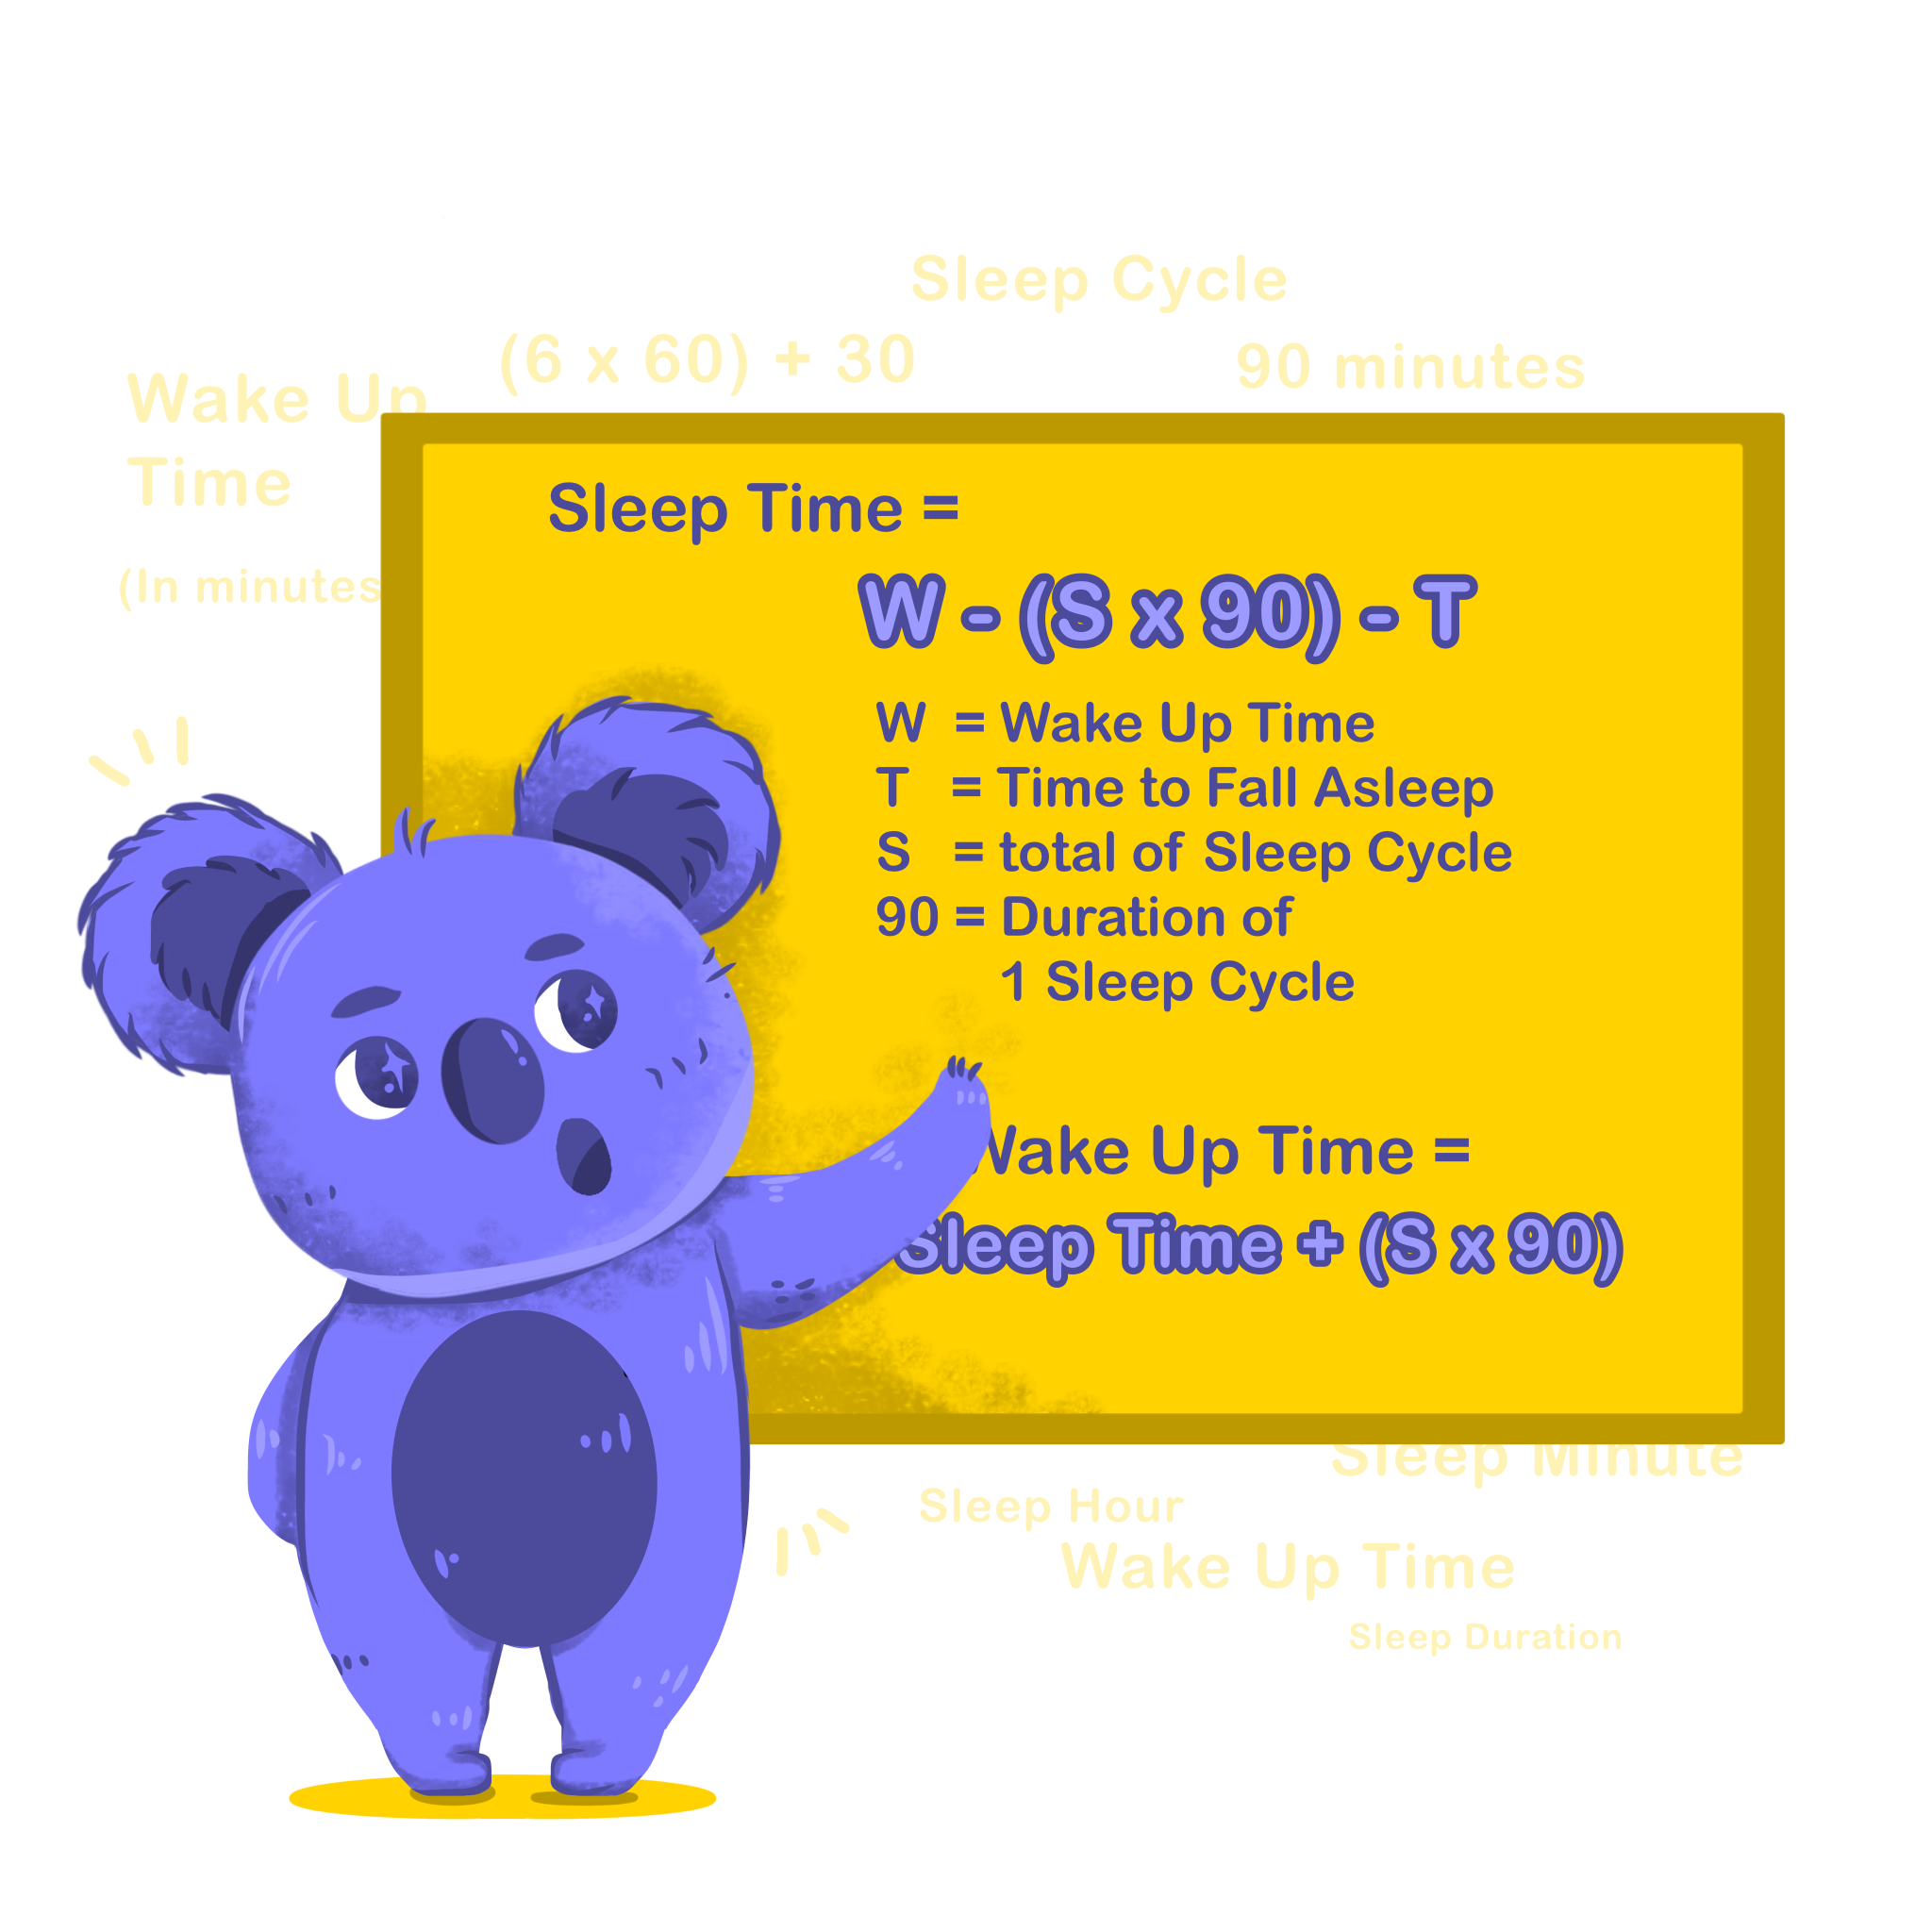 Sleep Cycle
(6 x 60) + 30
90 minutes
Wake Up
Time
(In minutes
Sleep Time =
W - (S x 90) - T
W = Wake Up Time
T = Time to Fall Asleep
S = total of Sleep Cycle
90 = Duration of
1 Sleep Cycle
Wake Up Time =
Sleep Time + (S x 90)
Sleep Minute
Sleep Hour
Wake Up Time
Sleep Duration